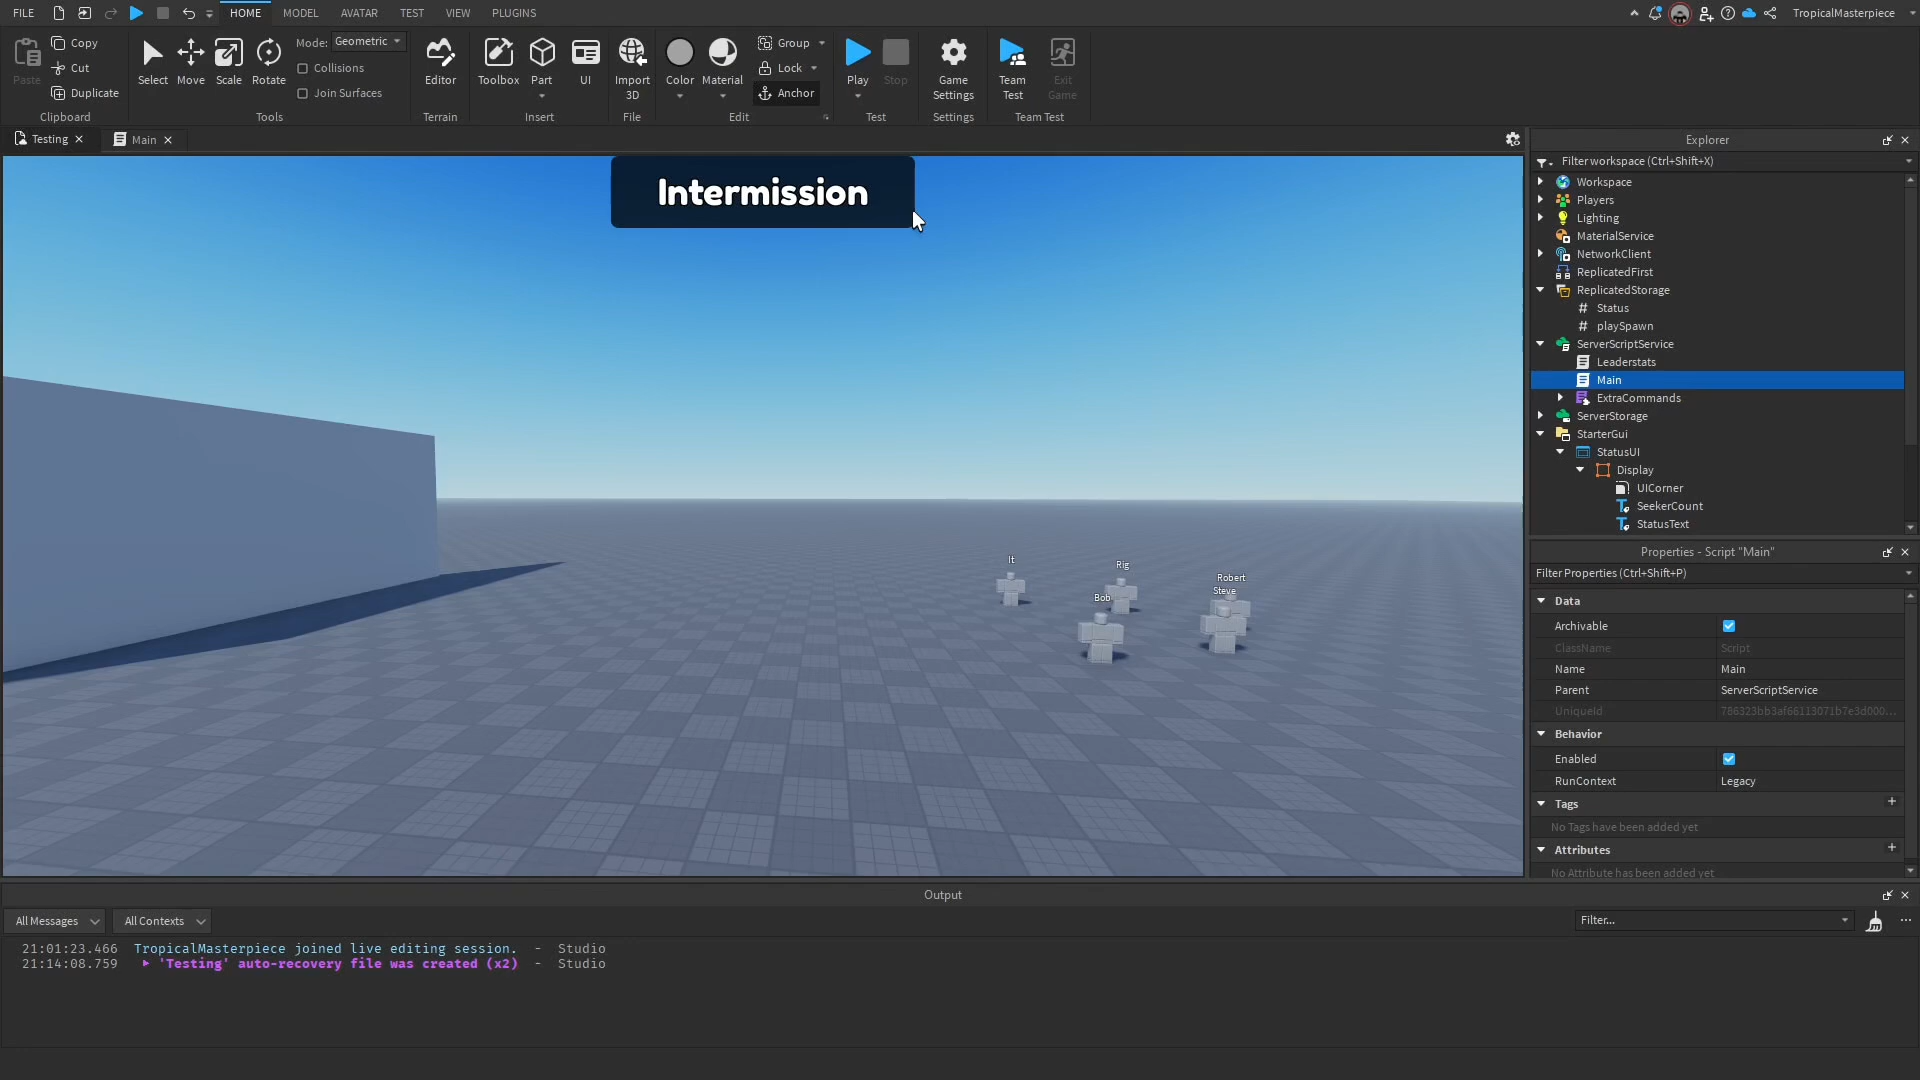 FILE HOME MODEL AVATAR TEST VIEW PLUGINS TropicalMasterpiece
Paste Copy Cut Duplicate Clipboard
Select Move Scale Rotate Mode: Geometric Collisions Join Surfaces Tools
Editor Terrain
Toolbox Part UI Insert
Import 3D File
Color Material Group Lock Anchor Edit
Play Stop Test
Game Settings Settings
Team Test Exit Game Team Test
Testing Main
Intermission
It
Rig
Robert
Steve
Bob
Explorer
Filter workspace (Ctrl+Shift+X)
Workspace
Players
Lighting
MaterialService
NetworkClient
ReplicatedFirst
ReplicatedStorage
# Status
# playSpawn
ServerScriptService
Leaderstats
Main
ExtraCommands
ServerStorage
StarterGui
StatusUI
Display
UICorner
SeekerCount
StatusText
Properties - Script "Main"
Filter Properties (Ctrl+Shift+P)
Data
Archivable
ClassName Script
Name Main
Parent ServerScriptService
UniqueId 786323bb3af66113071b7e3d000...
Behavior
Enabled
RunContext Legacy
Tags
No Tags have been added yet
Attributes
No Attribute has been added yet
Output
All Messages All Contexts Filter...
21:01:23.466 TropicalMasterpiece joined live editing session. - Studio
21:14:08.759 'Testing' auto-recovery file was created (x2) - Studio